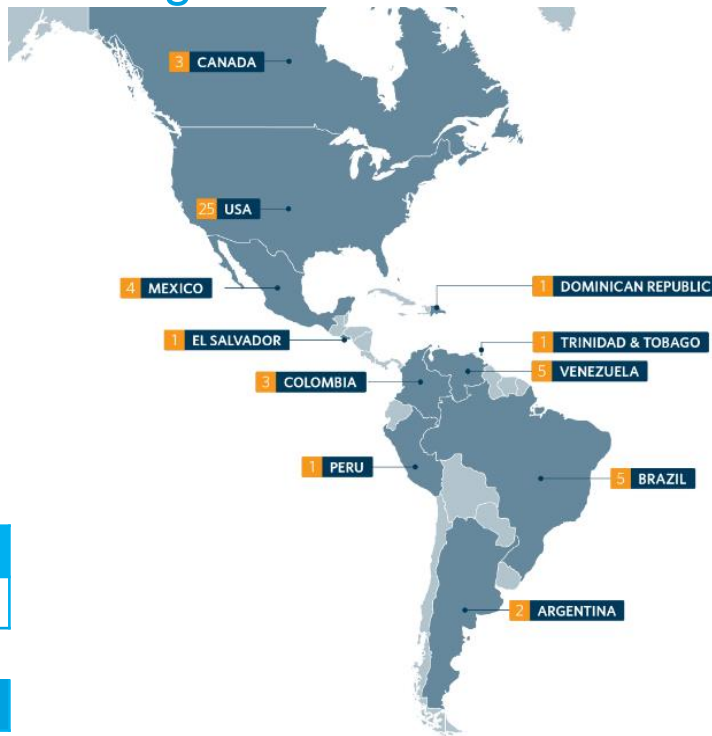 3 CANADA
25 USA
4 MEXICO
1 DOMINICAN REPUBLIC
1 EL SALVADOR
1 TRINIDAD & TOBAGO
3 COLOMBIA
5 VENEZUELA
1 PERU
5 BRAZIL
2 ARGENTINA